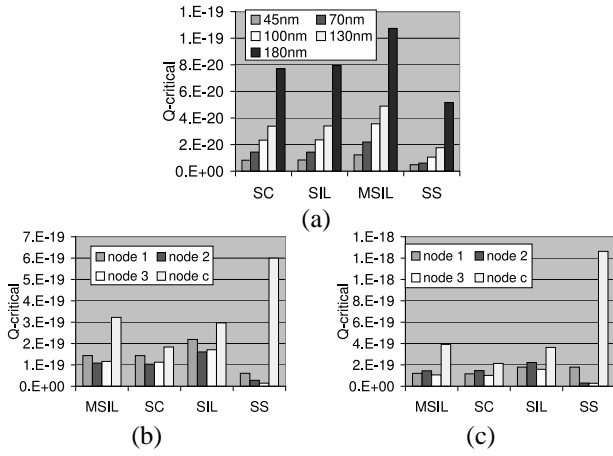 1.E-19
1.E-19
8.E-20
6.E-20
4.E-20
2.E-20
0.E+00
Q-critical
45nm 70nm
100nm 130nm
180nm
SC SIL MSIL SS
(a)
7.E-19
6.E-19
5.E-19
4.E-19
3.E-19
2.E-19
1.E-19
0.E+00
Q-critical
node 1 node 2
node 3 node c
MSIL SC SIL SS
(b)
1.E-18
1.E-18
8.E-19
6.E-19
4.E-19
2.E-19
0.E+00
Q-critical
node 1 node 2
node 3 node c
MSIL SC SIL SS
(c)